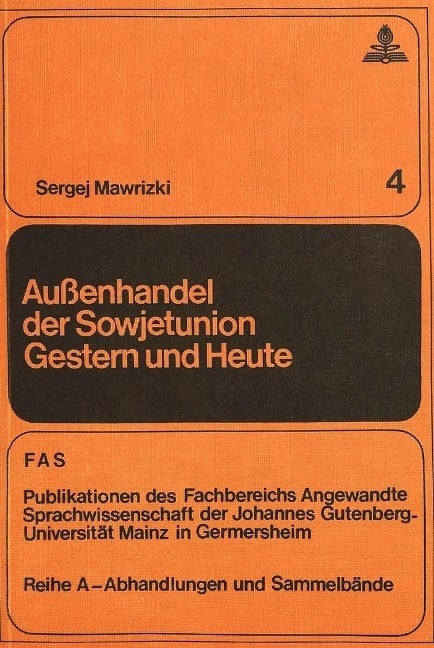 Sergej Mawrizki
4
Außenhandel
der Sowjetunion
Gestern und Heute
FAS
Publikationen des Fachbereichs Angewandte
Sprachwissenschaft der Johannes Gutenberg-
Universität Mainz in Germersheim
Reihe A–Abhandlungen und Sammelbände